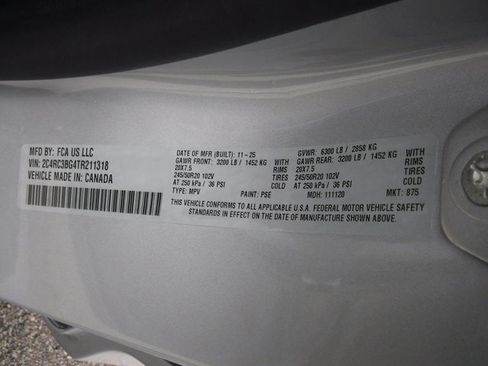 MFD BY: FCA US LLC
VIN: 2C4RC3BG4TR211318
VEHICLE MADE IN: CANADA
DATE OF MFR (BUILT): 11-25 GVWR: 6300 LB / 2858 KG
GAWR FRONT: 3200 LB / 1452 KG WITH GAWR REAR: 3200 LB / 1452 KG WITH
20X7.5 RIMS 20X7.5 RIMS
245/50R20 102V TIRES 245/50R20 102V TIRES
AT 250 kPa / 36 PSI COLD AT 250 kPa / 36 PSI COLD
TYPE: MPV PAINT: PSE MDH: 111120 MKT: 875
THIS VEHICLE CONFORMS TO ALL APPLICABLE U.S.A. FEDERAL MOTOR VEHICLE SAFETY
STANDARDS IN EFFECT ON THE DATE OF MANUFACTURE SHOWN ABOVE.